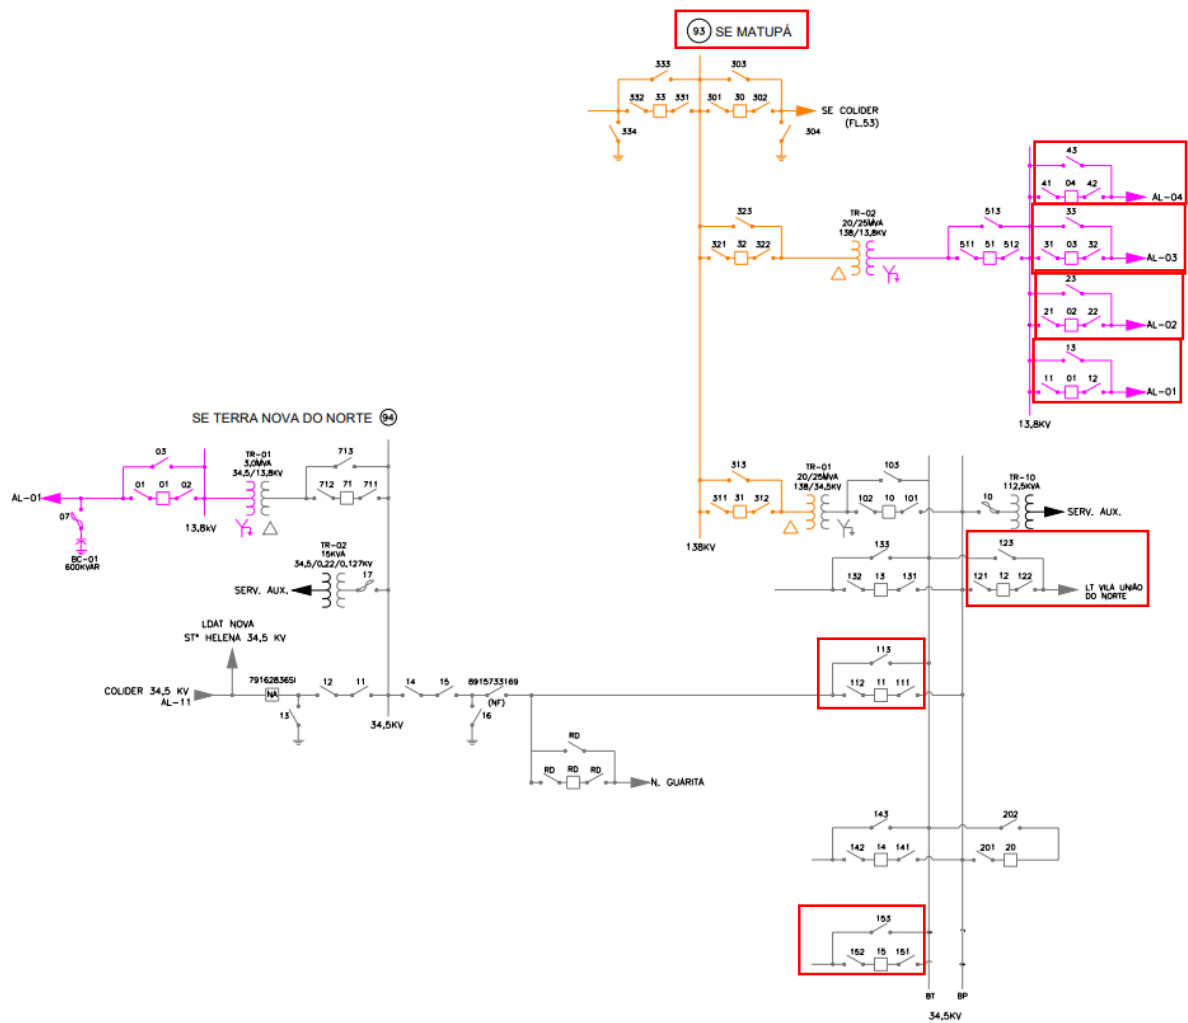 93 SE MATUPÁ
333 303
332 33 331 301 30 302
SE COLÍDER
(FL.53)
334 304
43
41 04 42
AL-04
323
TR-02
20/25MVA
138/13,8KV
513
33
321 32 322
511 51 512
31 03 32
AL-03
23
21 02 22
AL-02
13
11 01 12
AL-01
13,8KV
SE TERRA NOVA DO NORTE 94
03
TR-01
3,0MVA
34,5/13,8KV
713
AL-01
01 01 02
712 71 711
07
13,8kV
BC-01
600KVAR
TR-02
15KVA
34,5/0,22/0,127KV
17
SERV. AUX.
313
TR-01
20/25MVA
138/34,5KV
103
TR-10
112,5KVA
311 31 312
102 10 101
10
SERV. AUX.
138KV
133 123
132 13 131
121 12 122
LT VILA UNIÃO
DO NORTE
LDAT NOVA
STª HELENA 34,5 KV
113
COLIDER 34,5 KV
AL-11
7916283651
NA
12 11
14 15
8915733169
(NF)
112 11 111
13
16
34,5KV
RD
RD RD RD
N. GUARITA
143 202
142 14 141
201 20
153
152 15 151
BT BP
34,5KV